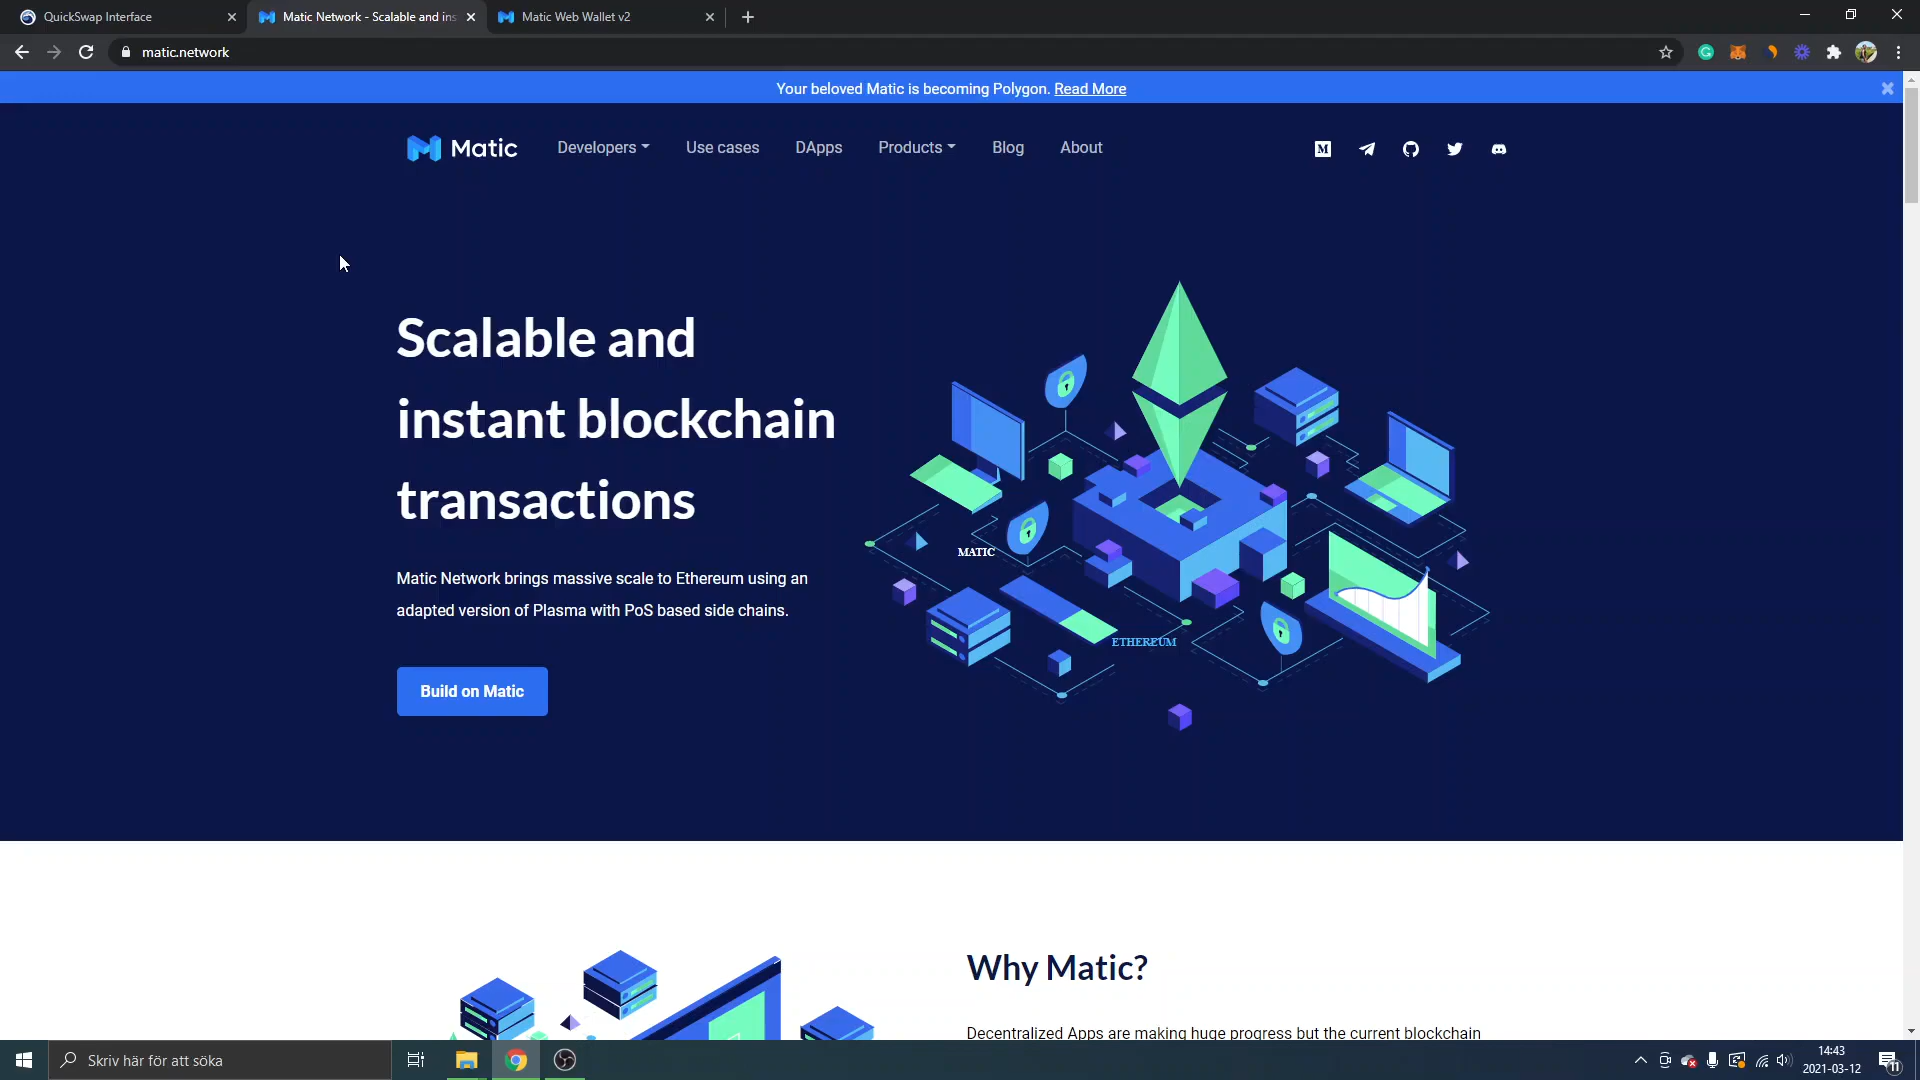 QuickSwap Interface
Matic Network - Scalable and ins
Matic Web Wallet v2
matic.network
Your beloved Matic is becoming Polygon. Read More
Matic
Developers
Use cases
DApps
Products
Blog
About
Scalable and
instant blockchain
transactions
Matic Network brings massive scale to Ethereum using an
adapted version of Plasma with PoS based side chains.
Build on Matic
MATIC
ETHEREUM
Why Matic?
Decentralized Apps are making huge progress but the current blockchain
Skriv här för att söka
14:43
2021-03-12
11